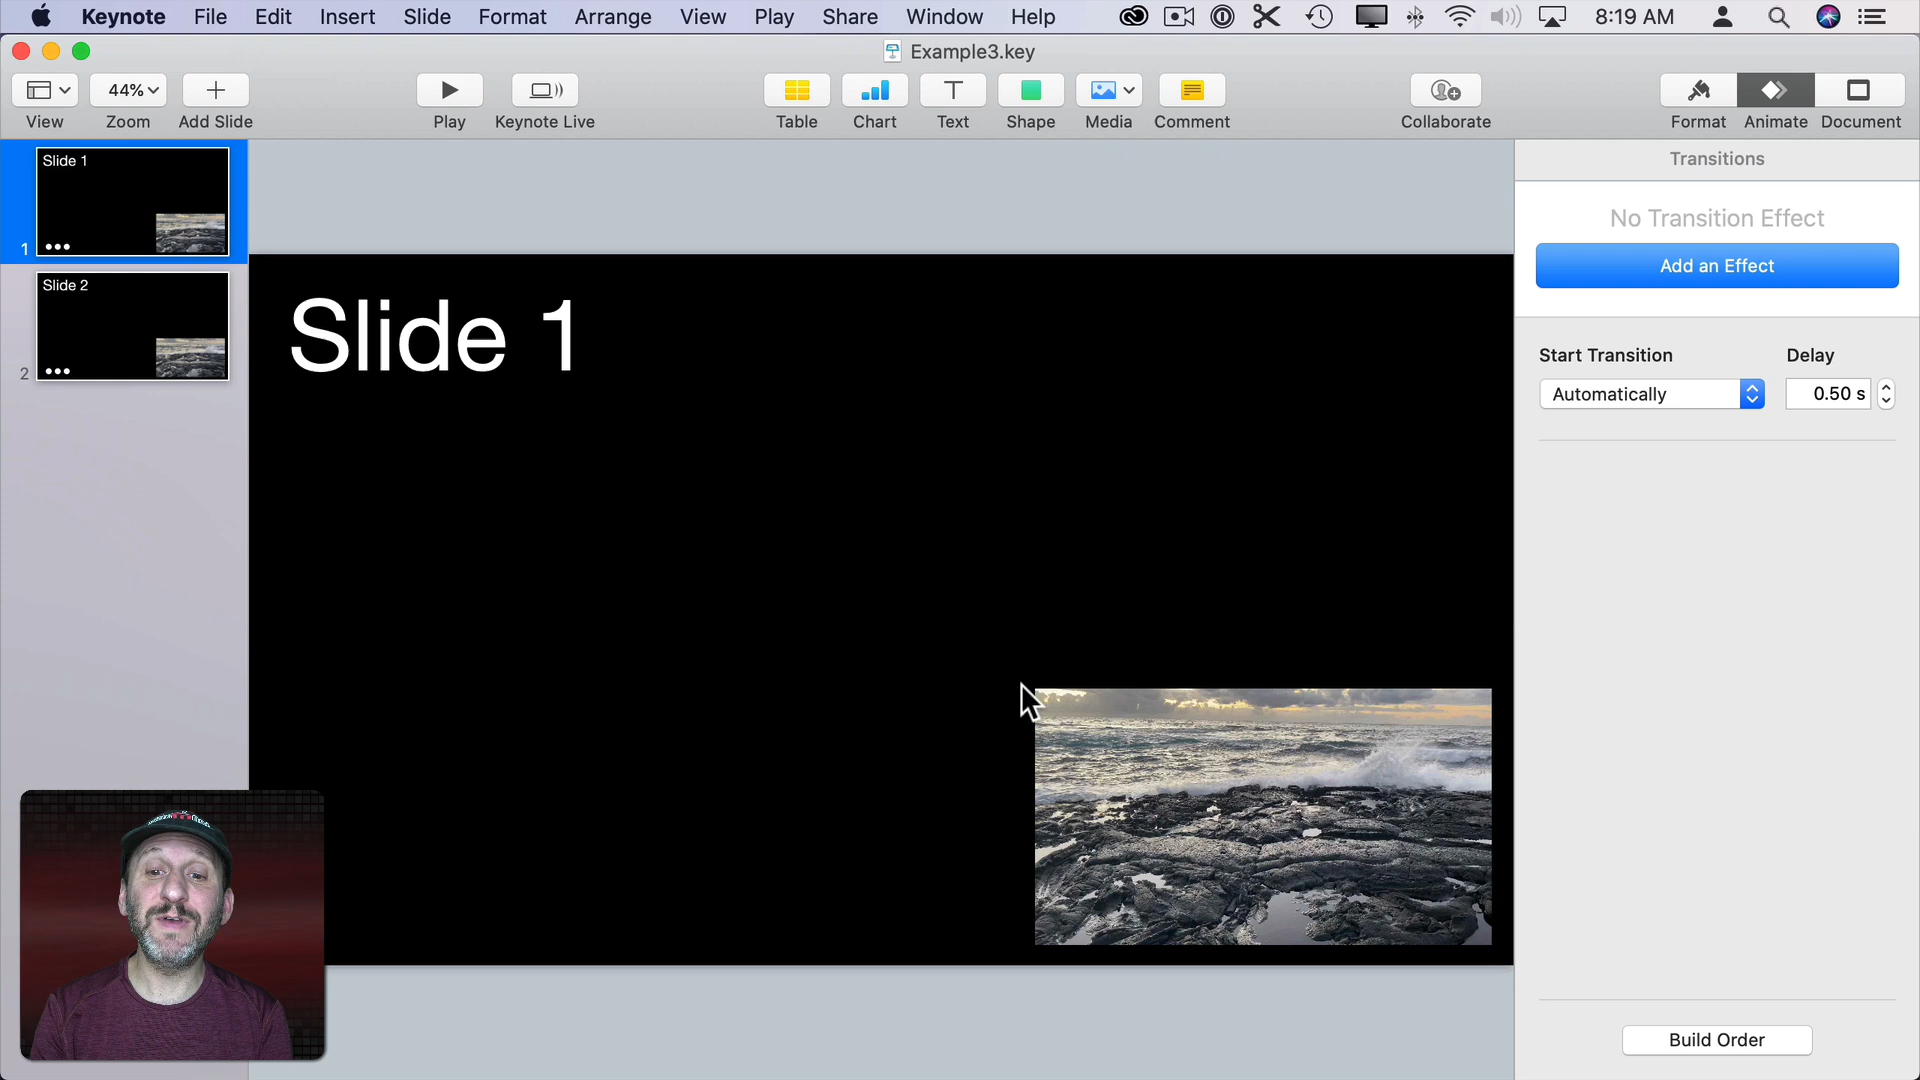 Keynote File Edit Insert Slide Format Arrange View Play Share Window Help 8:19 AM
Example3.key
44%
View Zoom Add Slide Play Keynote Live Table Chart Text Shape Media Comment Collaborate Format Animate Document
Slide 1
1
Slide 2
2
Slide 1
Transitions
No Transition Effect
Add an Effect
Start Transition Delay
Automatically 0.50 s
Build Order